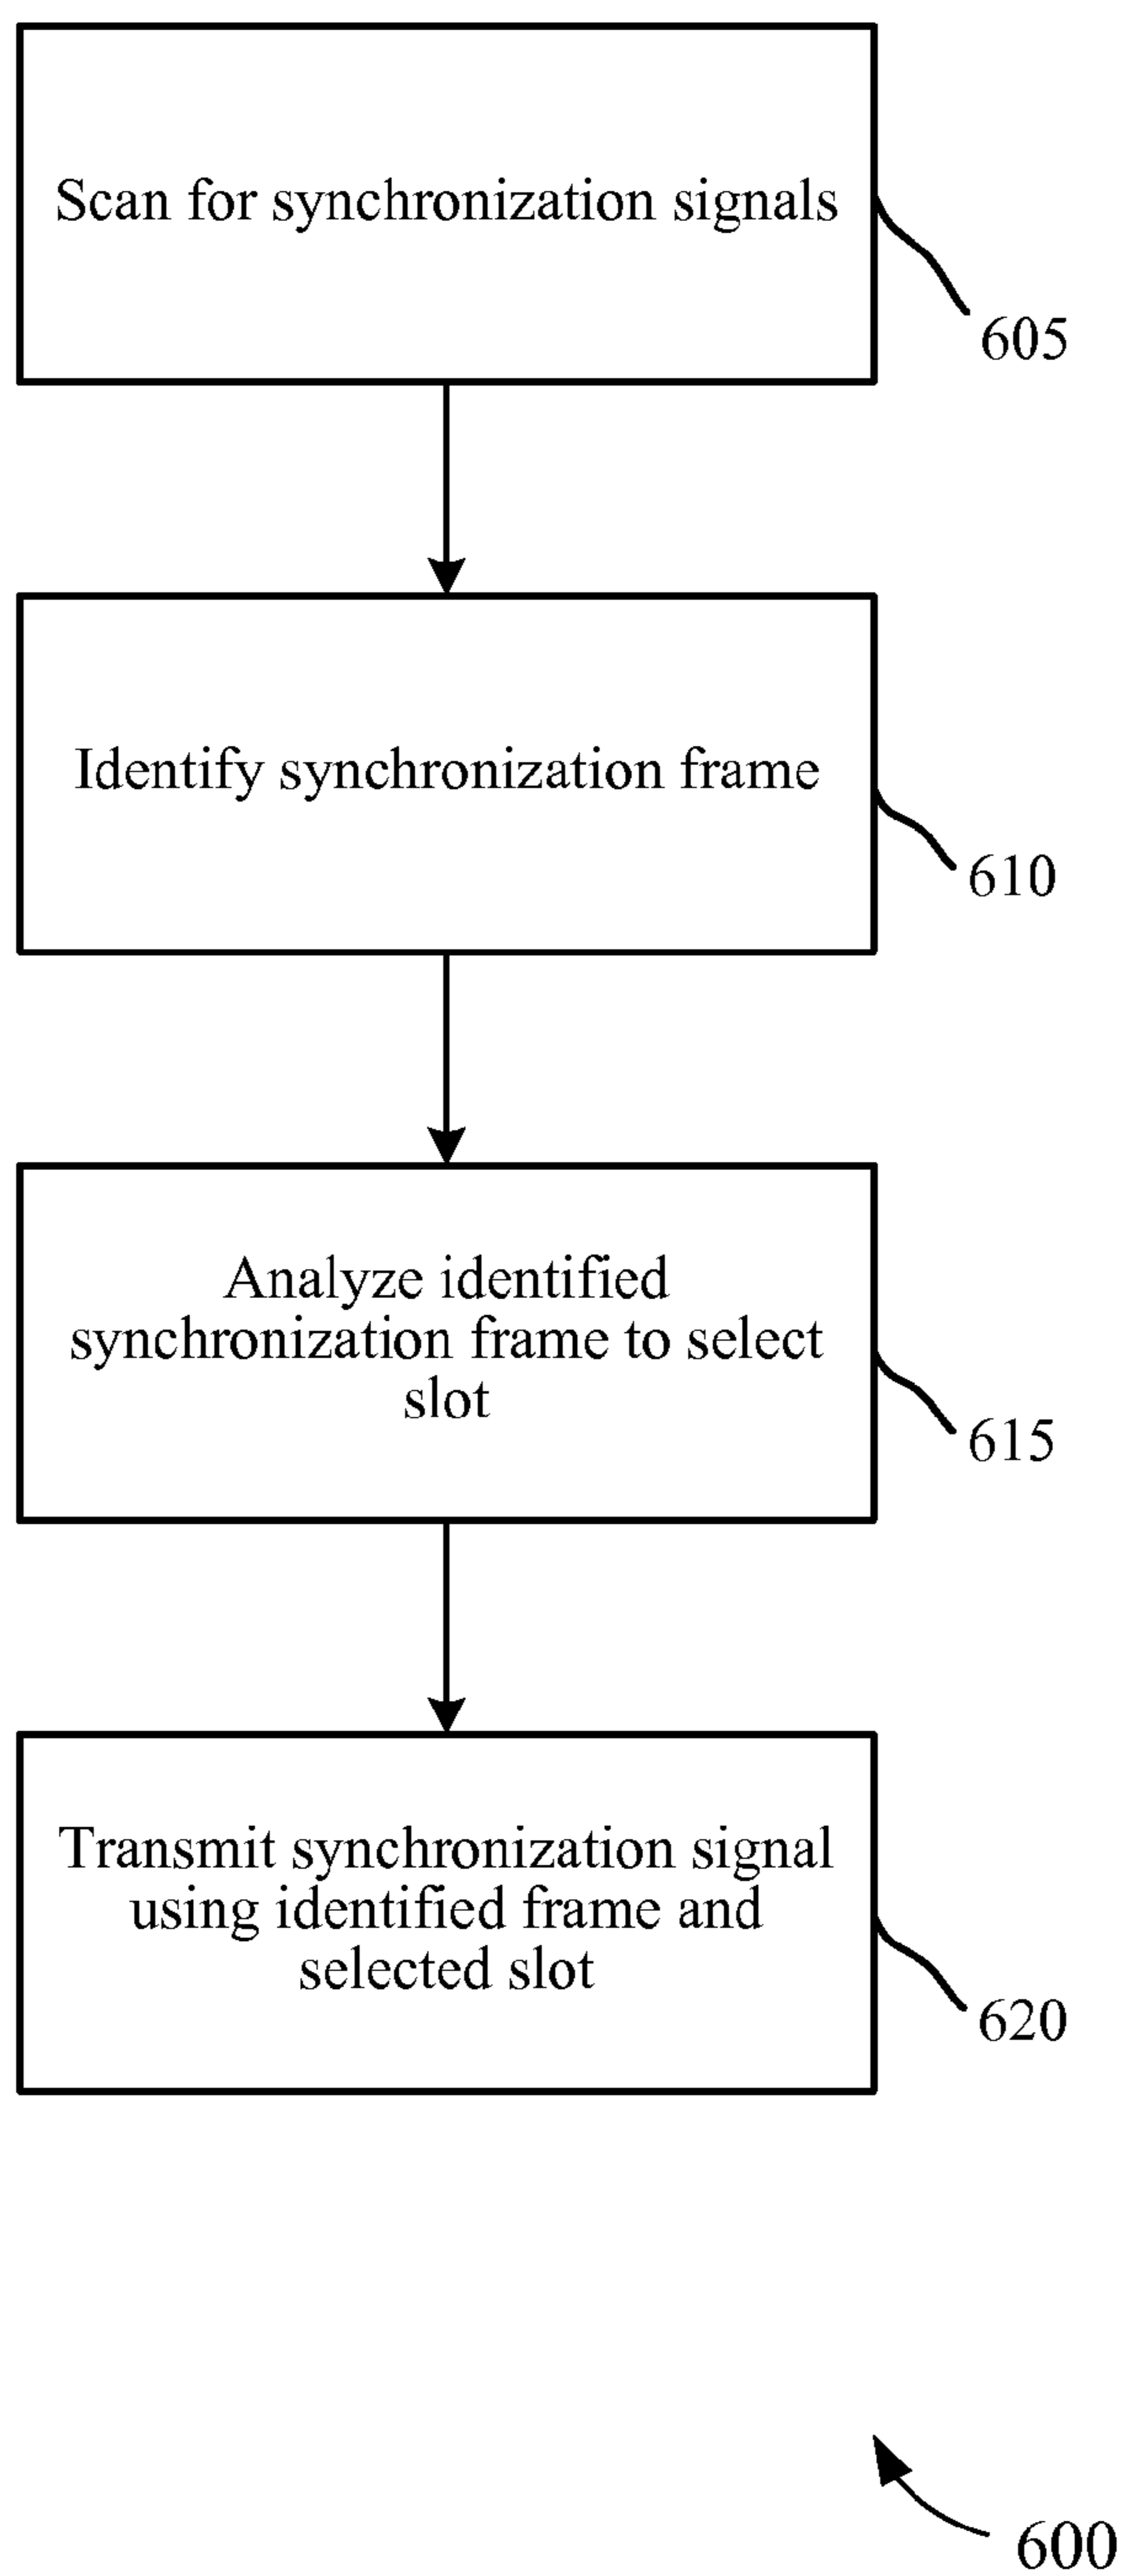 Scan for synchronization signals
605
Identify synchronization frame
610
Analyze identified
synchronization frame to select
slot
615
Transmit synchronization signal
using identified frame and
selected slot
620
600